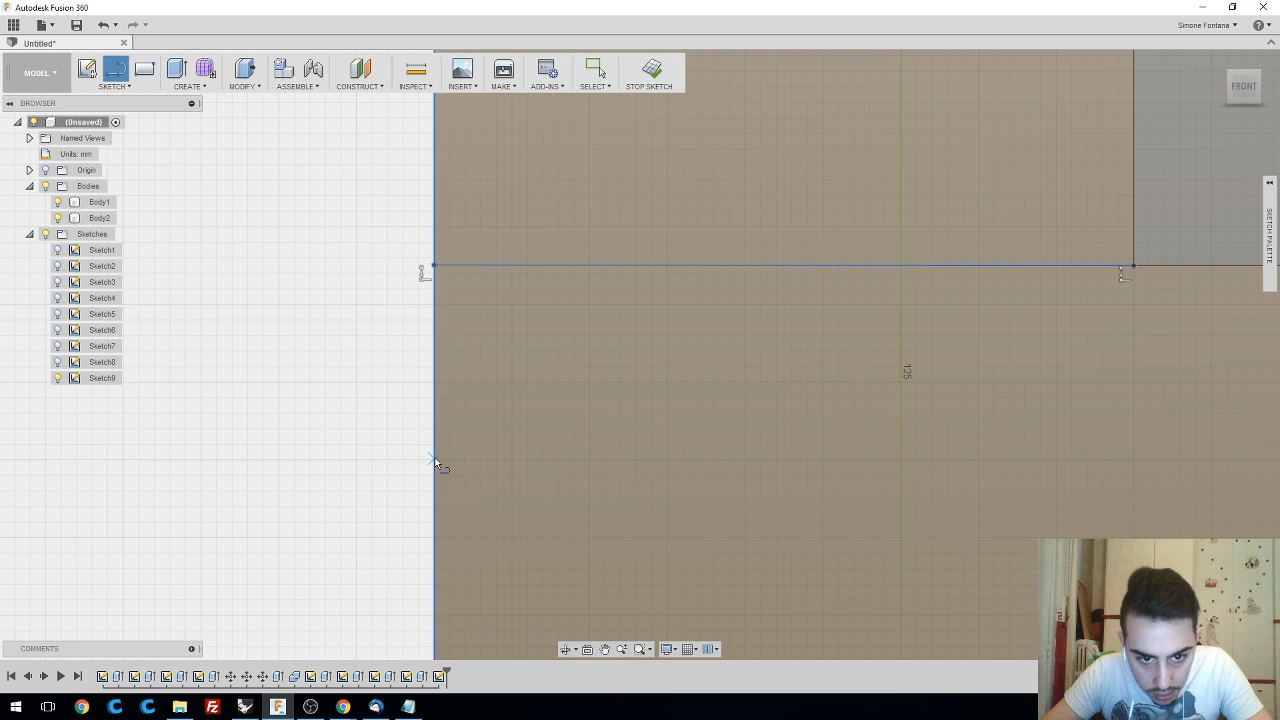 Autodesk Fusion 360
Simone Fontana
Untitled*
MODEL
SKETCH
CREATE
MODIFY
ASSEMBLE
CONSTRUCT
INSPECT
INSERT
MAKE
ADD-INS
SELECT
STOP SKETCH
FRONT
BROWSER
(Unsaved)
Named Views
Units: mm
Origin
Bodies
Body1
Body2
Sketches
Sketch1
Sketch2
Sketch3
Sketch4
Sketch5
Sketch6
Sketch7
Sketch8
Sketch9
SKETCH PALETTE
125
COMMENTS